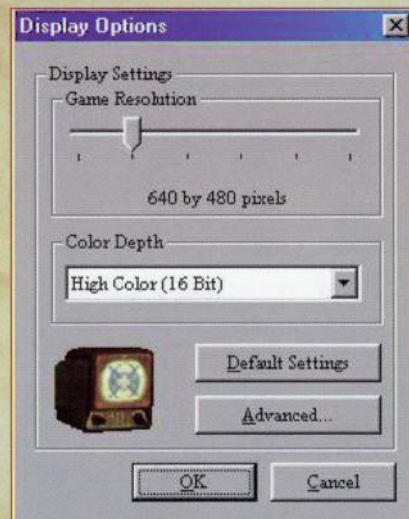 Display Options
Display Settings
Game Resolution
640 by 480 pixels
Color Depth
High Color (16 Bit)
Default Settings
Advanced...
OK
Cancel